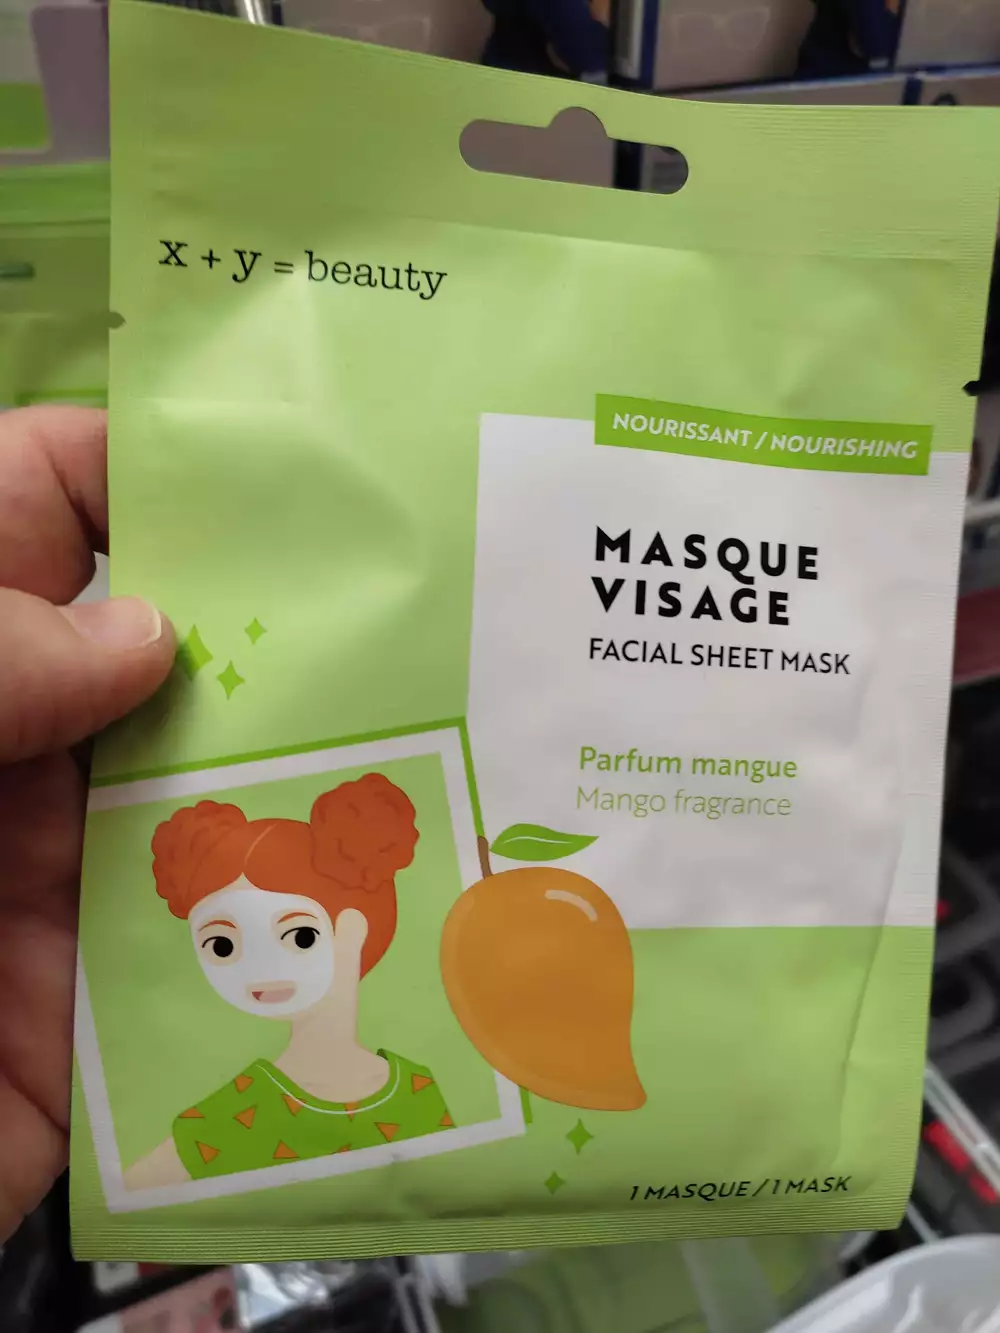 x + y = beauty
NOURISSANT / NOURISHING
MASQUE
VISAGE
FACIAL SHEET MASK
Parfum mangue
Mango fragrance
1 MASQUE / 1 MASK